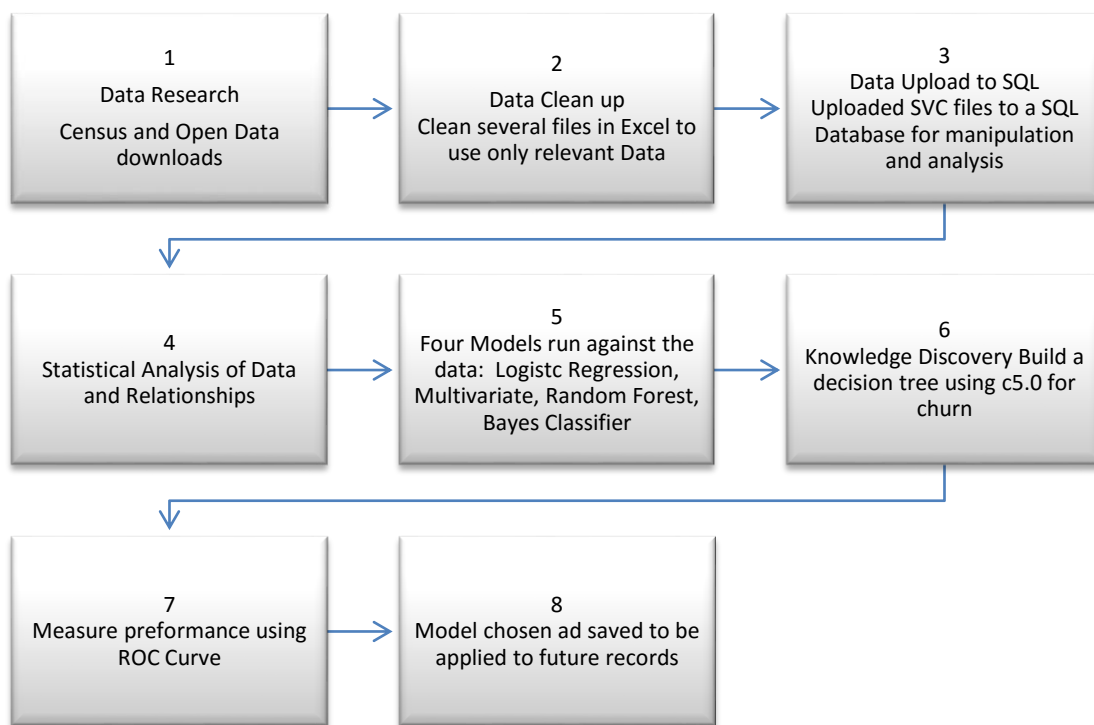 1
Data Research
Census and Open Data
downloads
2
Data Clean up
Clean several files in Excel to
use only relevant Data
3
Data Upload to SQL
Uploaded SVC files to a SQL
Database for manipulation
and analysis
4
Statistical Analysis of Data
and Relationships
5
Four Models run against the
data:  Logistc Regression,
Multivariate, Random Forest,
Bayes Classifier
6
Knowledge Discovery Build a
decision tree using c5.0 for
churn
7
Measure preformance using
ROC Curve
8
Model chosen ad saved to be
applied to future records